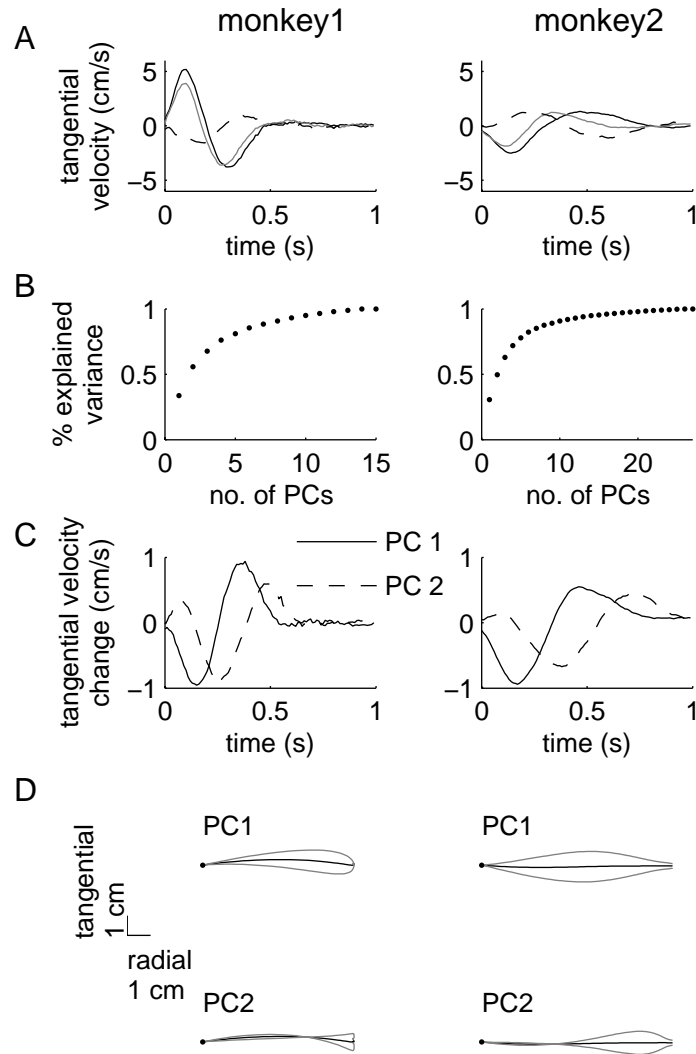 monkey1
monkey2
A
tangential
velocity (cm/s)
5
0
−5
0
0.5
1
time (s)
5
0
−5
0
0.5
1
time (s)
B
% explained
variance
1
0.5
0
0
5
10
15
no. of PCs
1
0.5
0
0
10
20
no. of PCs
C
tangential velocity
change (cm/s)
1
0
−1
0
0.5
1
time (s)
PC 1
PC 2
1
0
−1
0
0.5
1
time (s)
D
tangential
1 cm
radial
1 cm
PC1
PC1
PC2
PC2